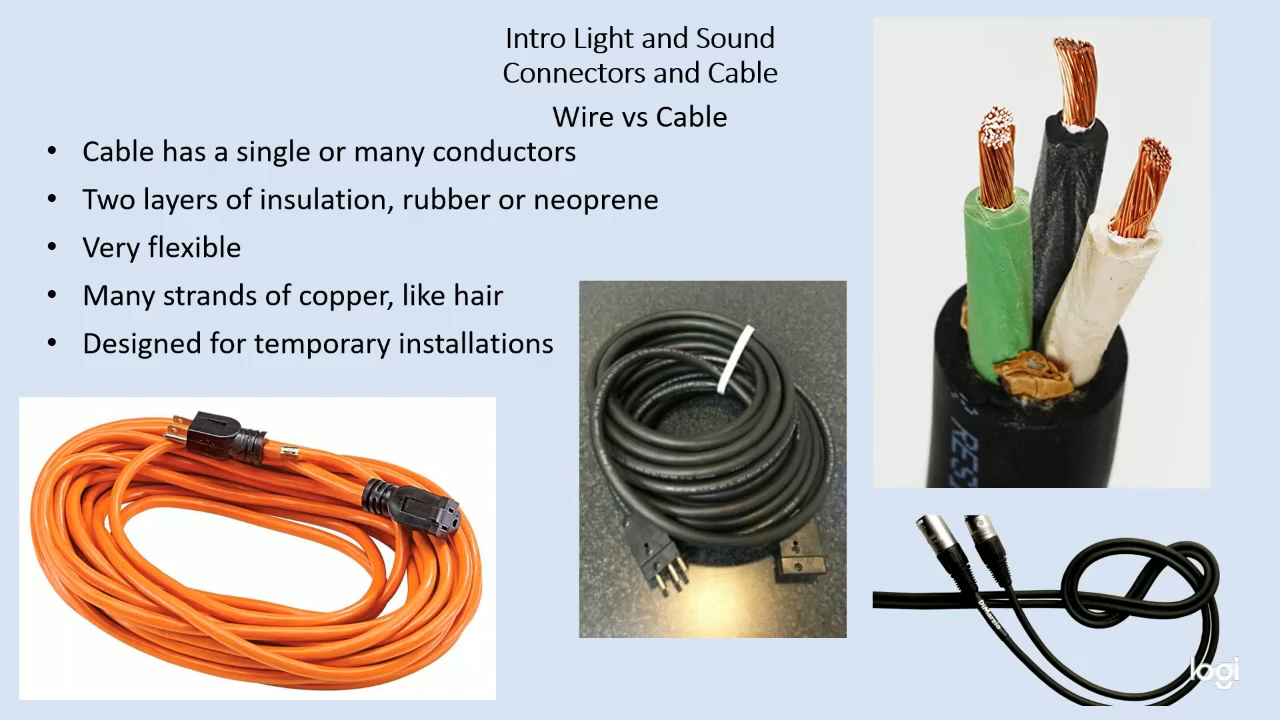 Intro Light and Sound
Connectors and Cable
Wire vs Cable
• Cable has a single or many conductors
• Two layers of insulation, rubber or neoprene
• Very flexible
• Many strands of copper, like hair
• Designed for temporary installations
DiMarzio
logi